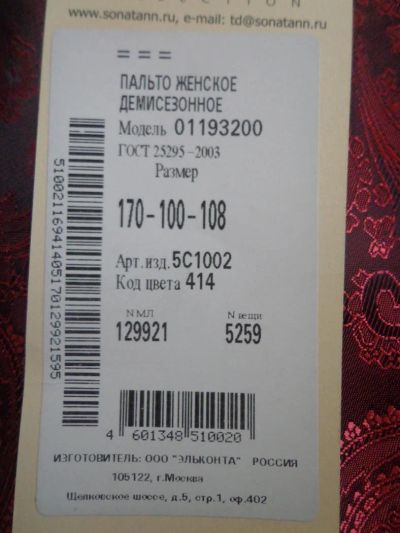 www.sonatann.ru, e-mail: td@sonatann.ru
= = =
ПАЛЬТО ЖЕНСКОЕ
ДЕМИСЕЗОННОЕ
Модель 01193200
ГОСТ 25295-2003
Размер
170-100-108
Арт.изд.5С1002
Код цвета 414
N МЛ N вещи
129921 5259
510021169414051701299215​95
4 601348 510020
ИЗГОТОВИТЕЛЬ: ООО "ЭЛЬКОНТА" РОССИЯ
105122, г.Москва
Щелковское шоссе, д.5, стр.1, оф.402